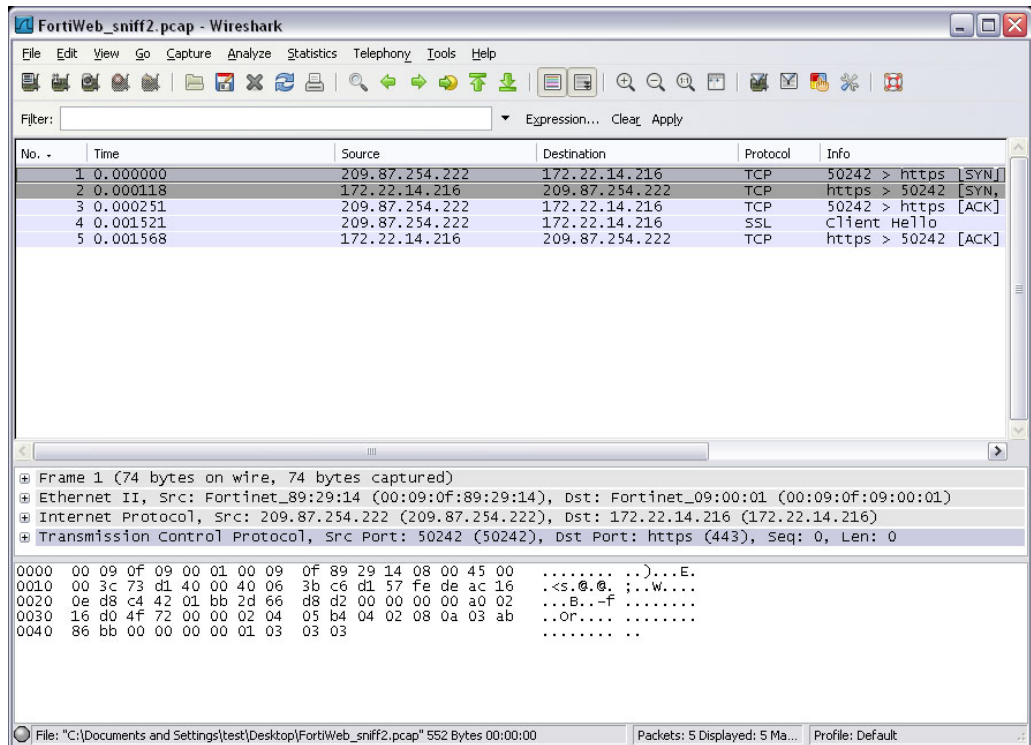 FortiWeb_sniff2.pcap - Wireshark
File Edit View Go Capture Analyze Statistics Telephony Tools Help
Filter: Expression... Clear Apply
No. Time Source Destination Protocol Info
1 0.000000 209.87.254.222 172.22.14.216 TCP 50242 > https [SYN]
2 0.000118 172.22.14.216 209.87.254.222 TCP https > 50242 [SYN,
3 0.000251 209.87.254.222 172.22.14.216 TCP 50242 > https [ACK]
4 0.001521 209.87.254.222 172.22.14.216 SSL Client Hello
5 0.001568 172.22.14.216 209.87.254.222 TCP https > 50242 [ACK]
Frame 1 (74 bytes on wire, 74 bytes captured)
Ethernet II, Src: Fortinet_89:29:14 (00:09:0f:89:29:14), Dst: Fortinet_09:00:01 (00:09:0f:09:00:01)
Internet Protocol, Src: 209.87.254.222 (209.87.254.222), Dst: 172.22.14.216 (172.22.14.216)
Transmission Control Protocol, Src Port: 50242 (50242), Dst Port: https (443), Seq: 0, Len: 0
0000 00 09 0f 09 00 01 00 09 0f 89 29 14 08 00 45 00 ........ ..)...E.
0010 00 3c 73 d1 40 00 40 06 3b c6 d1 57 fe de ac 16 .<s.@.@. ;..W....
0020 0e d8 c4 42 01 bb 2d 66 d8 d2 00 00 00 00 a0 02 ...B..-f ........
0030 16 d0 4f 72 00 00 02 04 05 b4 04 02 08 0a 03 ab ..Or.... ........
0040 86 bb 00 00 00 00 01 03 03 03 ........ ..
File: "C:\Documents and Settings\test\Desktop\FortiWeb_sniff2.pcap" 552 Bytes 00:00:00 Packets: 5 Displayed: 5 Ma... Profile: Default